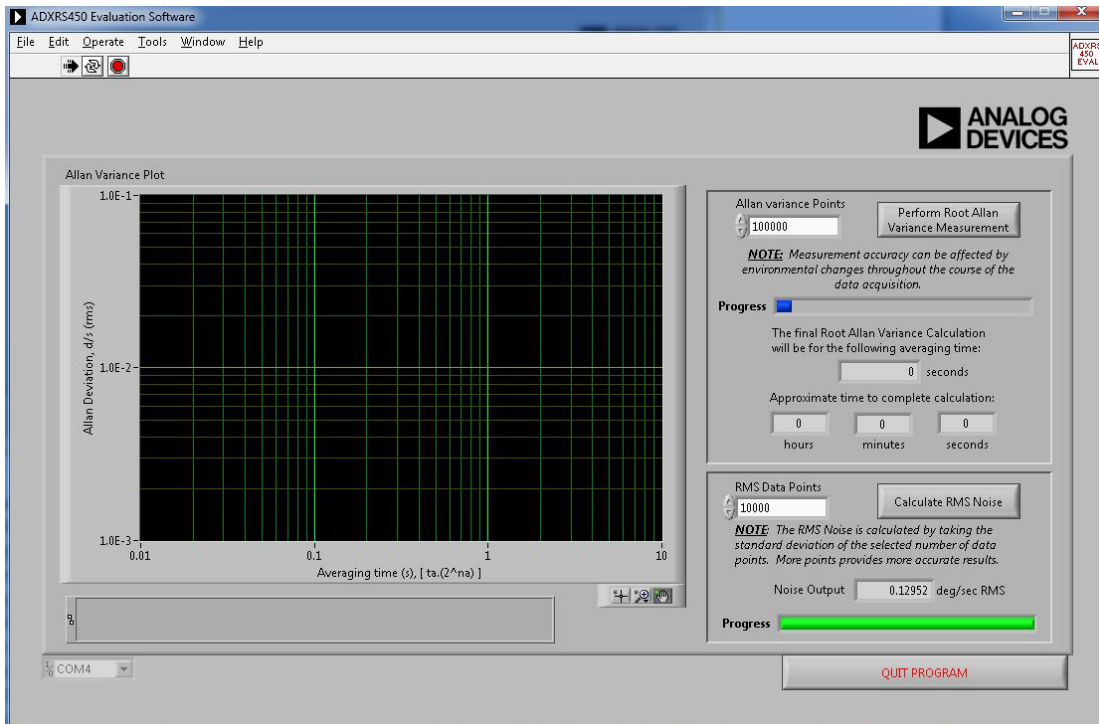 ADXRS450 Evaluation Software
File Edit Operate Tools Window Help
ADXRS
450
EVAL
ANALOG
DEVICES
Allan Variance Plot
1.0E-1
1.0E-2
1.0E-3
Allan Deviation, d/s (rms)
0.01 0.1 1 10
Averaging time (s), [ ta.(2^na) ]
Allan variance Points
100000
Perform Root Allan
Variance Measurement
NOTE: Measurement accuracy can be affected by
environmental changes throughout the course of the
data acquisition.
Progress
The final Root Allan Variance Calculation
will be for the following averaging time:
0 seconds
Approximate time to complete calculation:
0 0 0
hours minutes seconds
RMS Data Points
10000
Calculate RMS Noise
NOTE: The RMS Noise is calculated by taking the
standard deviation of the selected number of data
points. More points provides more accurate results.
Noise Output 0.12952 deg/sec RMS
Progress
COM4
QUIT PROGRAM